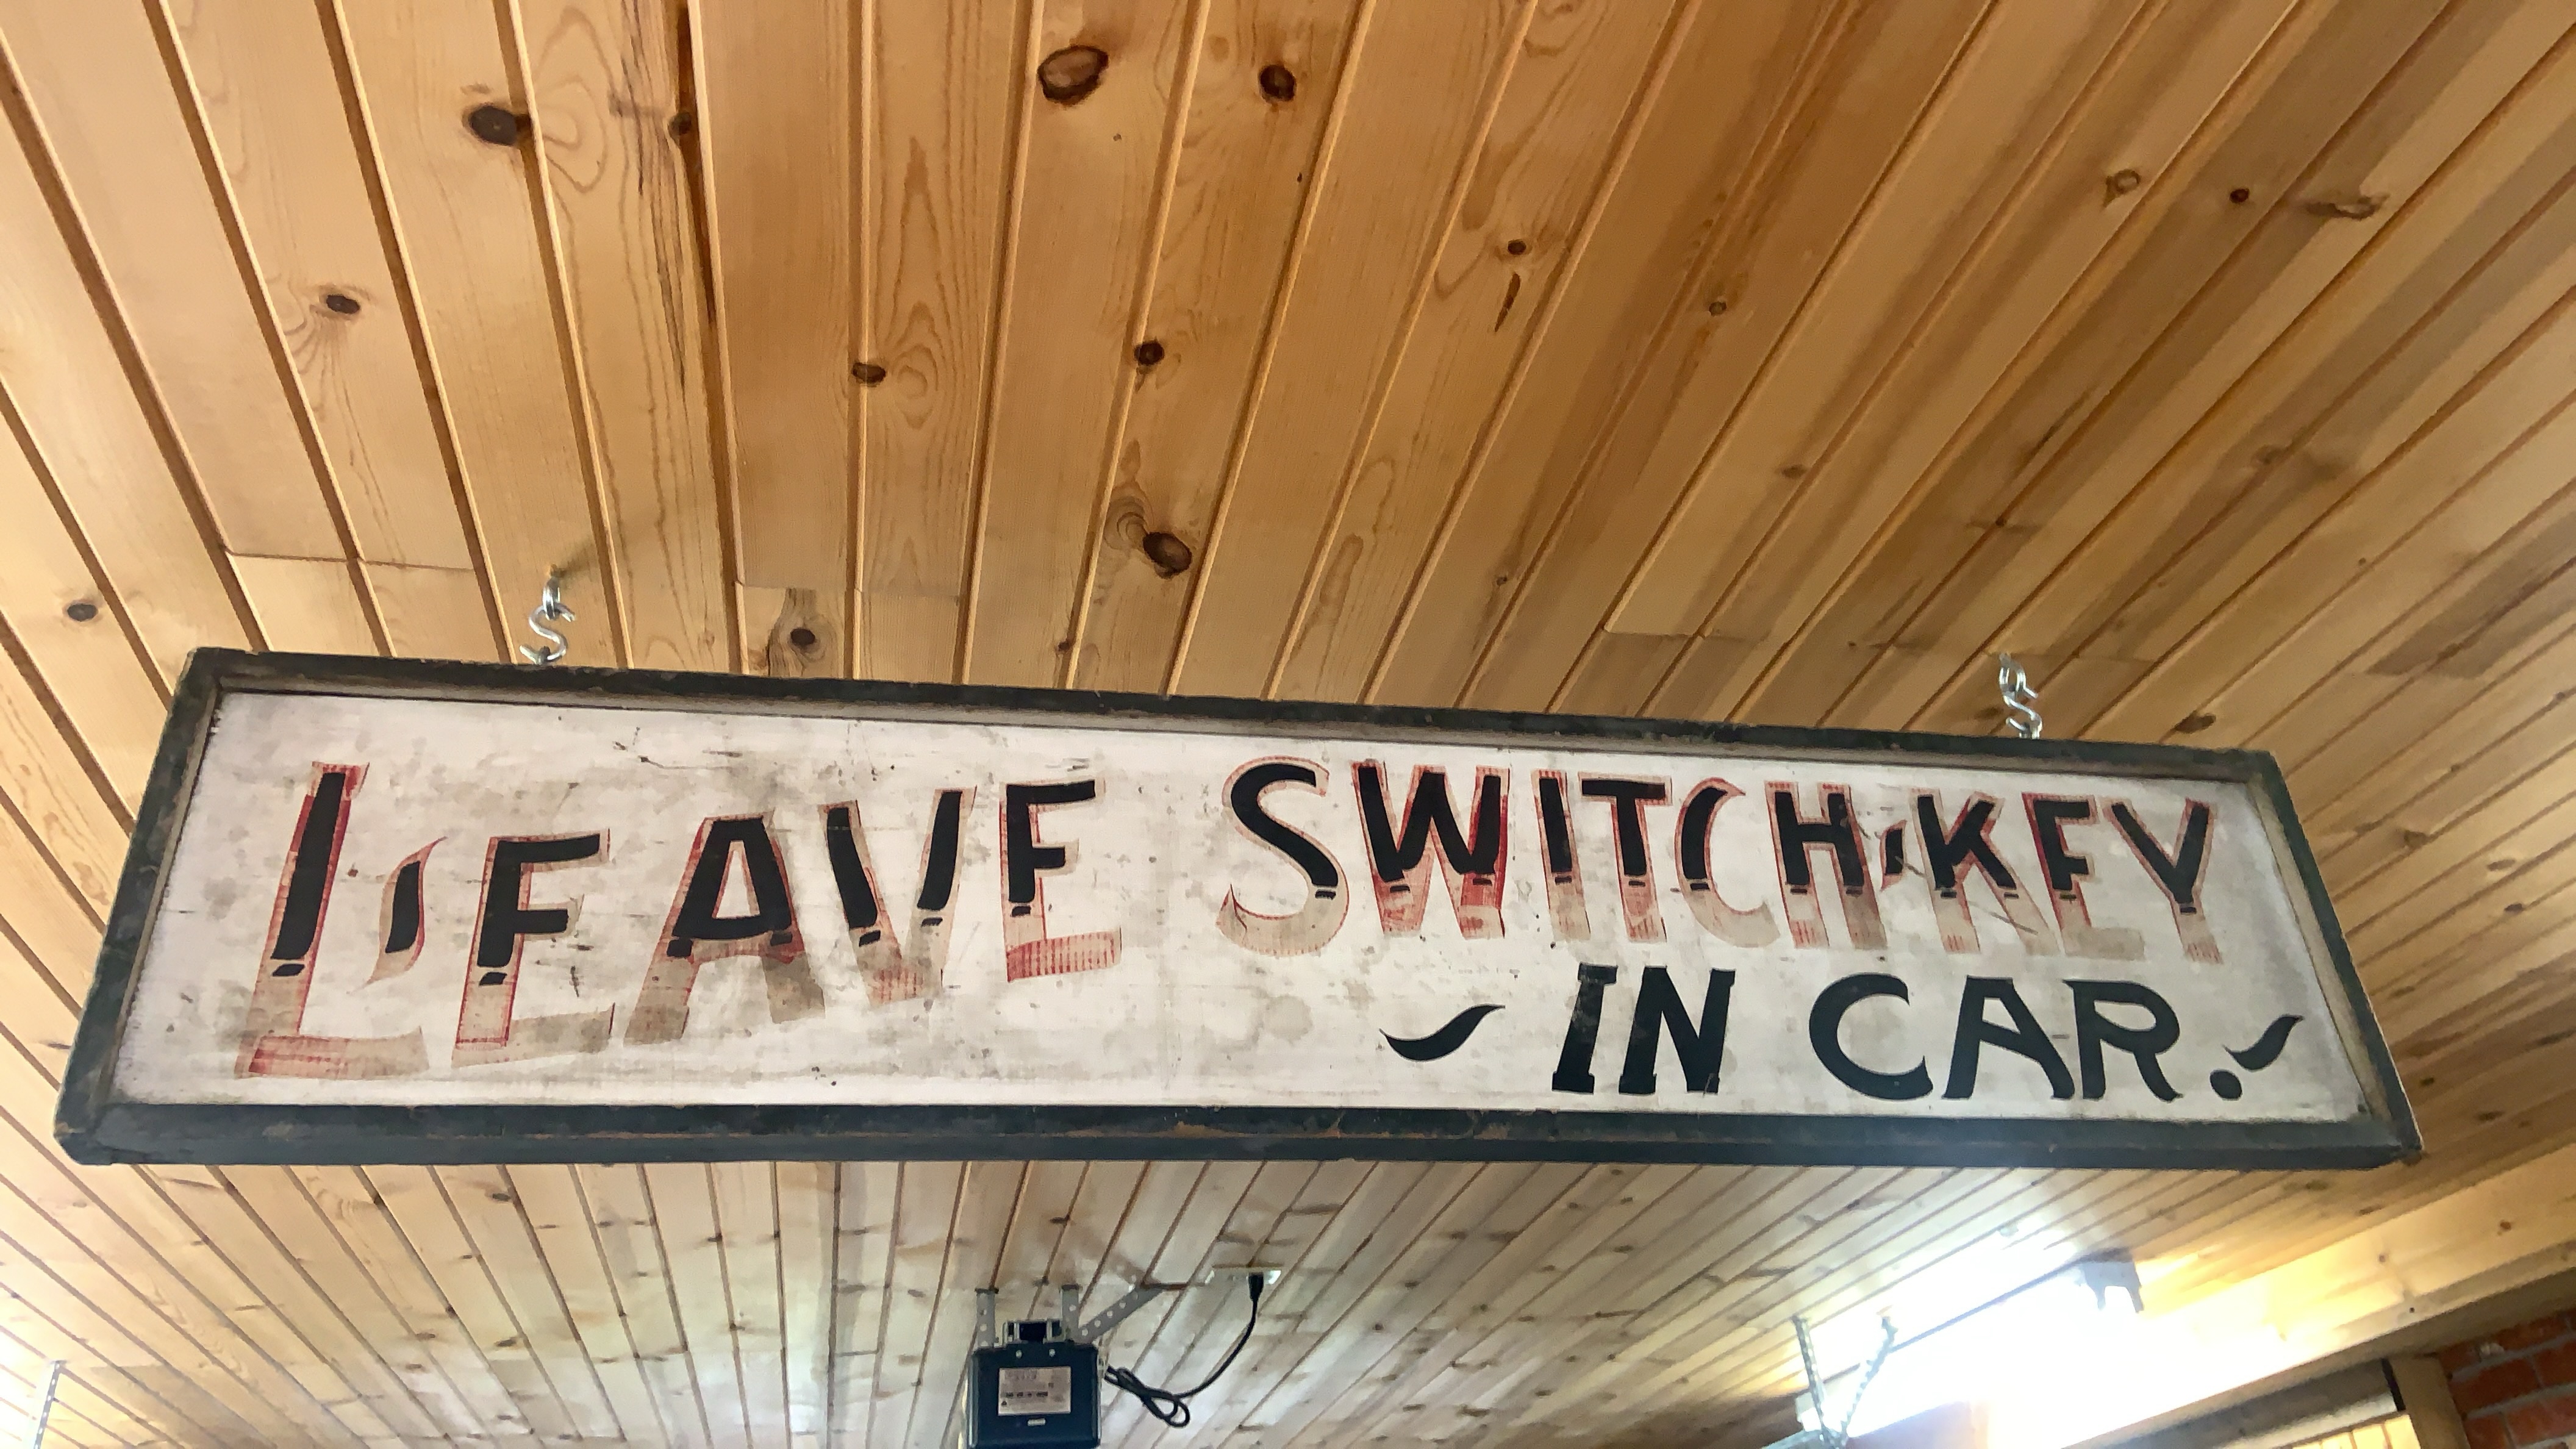 LEAVE SWITCH-KEY
~ IN CAR. ~